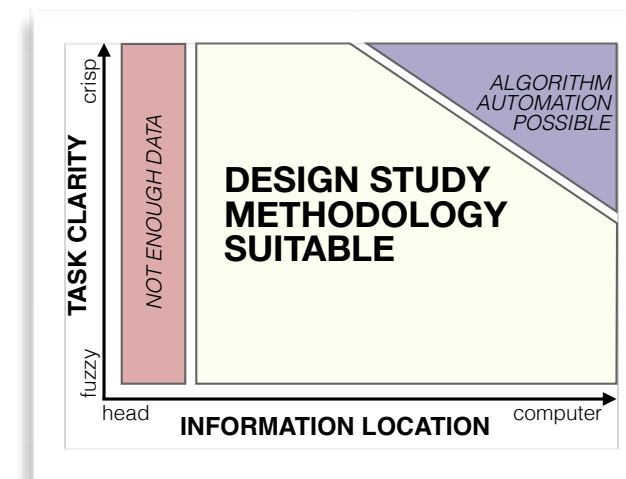 ALGORITHM
AUTOMATION
POSSIBLE
crisp
TASK CLARITY
fuzzy
NOT ENOUGH DATA
DESIGN STUDY
METHODOLOGY
SUITABLE
head
INFORMATION LOCATION
computer